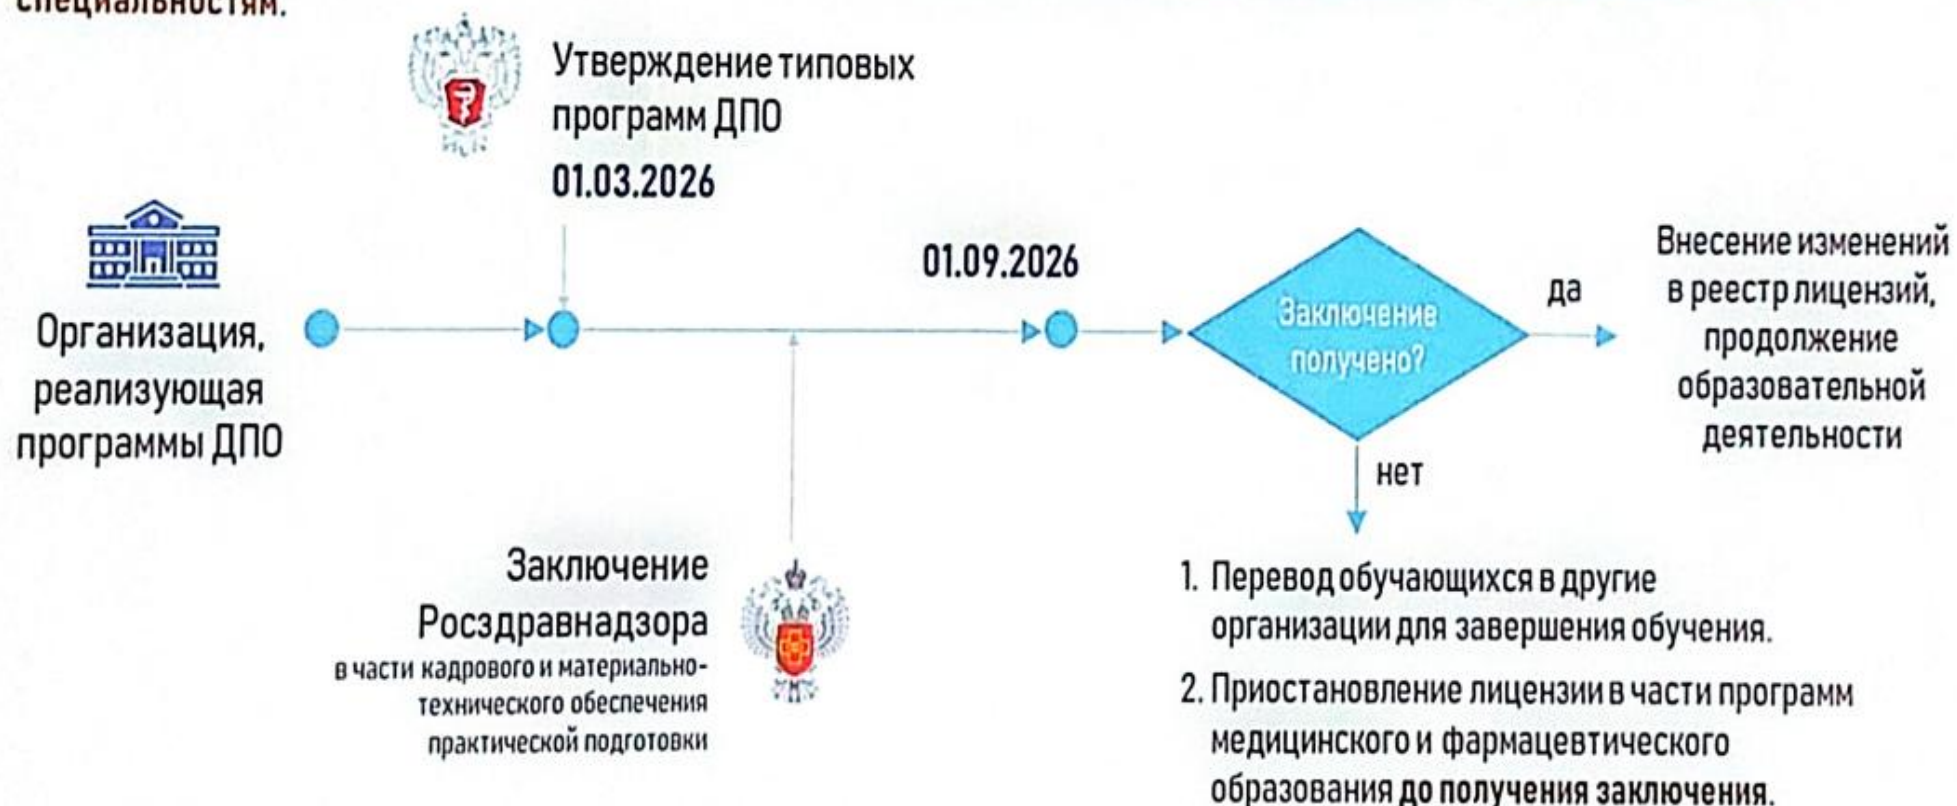 специальностям.
Утверждение типовых
программ ДПО
01.03.2026
Организация,
реализующая
программы ДПО
01.09.2026
Заключение
получено?
да
Внесение изменений
в реестр лицензий,
продолжение
образовательной
деятельности
нет
Заключение
Росздравнадзора
в части кадрового и материально-
технического обеспечения
практической подготовки
1. Перевод обучающихся в другие
организации для завершения обучения.
2. Приостановление лицензии в части программ
медицинского и фармацевтического
образования до получения заключения.